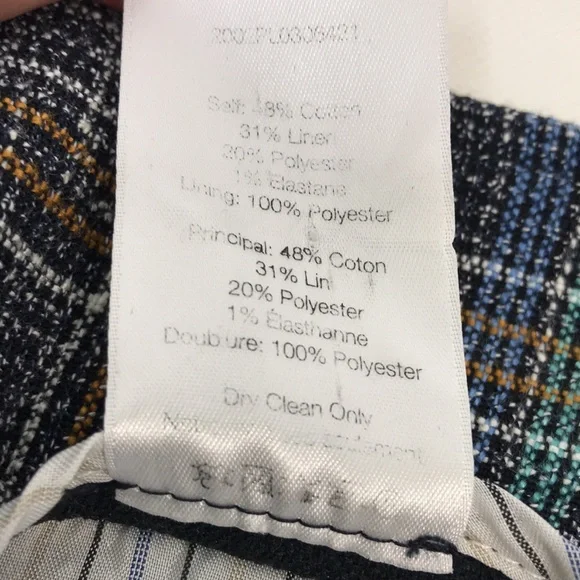 Self: 48% Cotton
31% Linen
20% Polyester
1% Elastane
Lining: 100% Polyester
Principal: 48% Coton
31% Lin
20% Polyester
1% Élasthanne
Doublure: 100% Polyester
Dry Clean Only